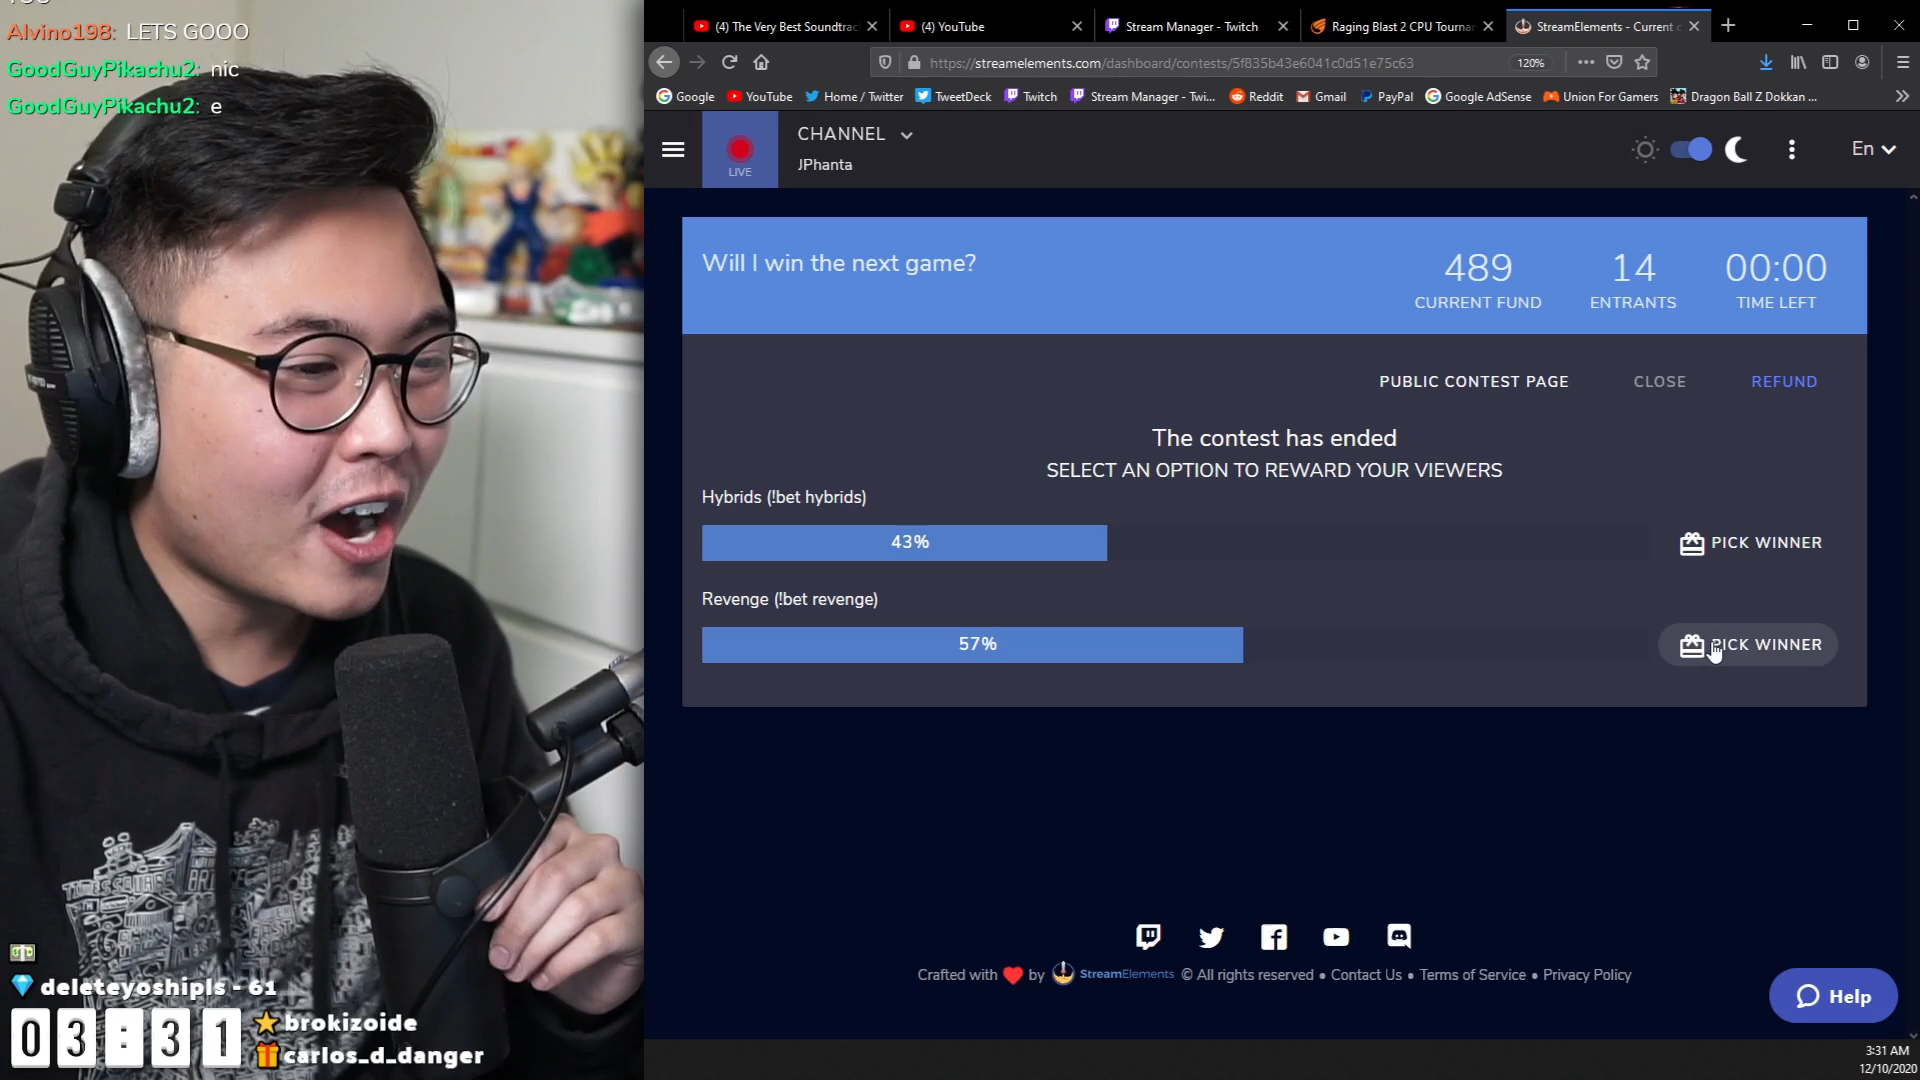 Alvino198: LETS GOOO
GoodGuyPikachu2: nic
GoodGuyPikachu2: e
(4) The Very Best Soundtrac
(4) YouTube
Stream Manager - Twitch
Raging Blast 2 CPU Tourna
StreamElements - Current c
https://streamelements.com/dashboard/contests/5f835b43e6041c0d51e75c63
120%
Google
YouTube
Home / Twitter
TweetDeck
Twitch
Stream Manager - Twi...
Reddit
Gmail
PayPal
Google AdSense
Union For Gamers
Dragon Ball Z Dokkan ...
LIVE
CHANNEL
JPhanta
En
Will I win the next game?
489
CURRENT FUND
14
ENTRANTS
00:00
TIME LEFT
PUBLIC CONTEST PAGE
CLOSE
REFUND
The contest has ended
SELECT AN OPTION TO REWARD YOUR VIEWERS
Hybrids (!bet hybrids)
43%
PICK WINNER
Revenge (!bet revenge)
57%
PICK WINNER
Crafted with ❤ by StreamElements © All rights reserved • Contact Us • Terms of Service • Privacy Policy
Help
deleteyoshipls - 61
03:31
brokizoide
carlos_d_danger
3:31 AM
12/10/2020